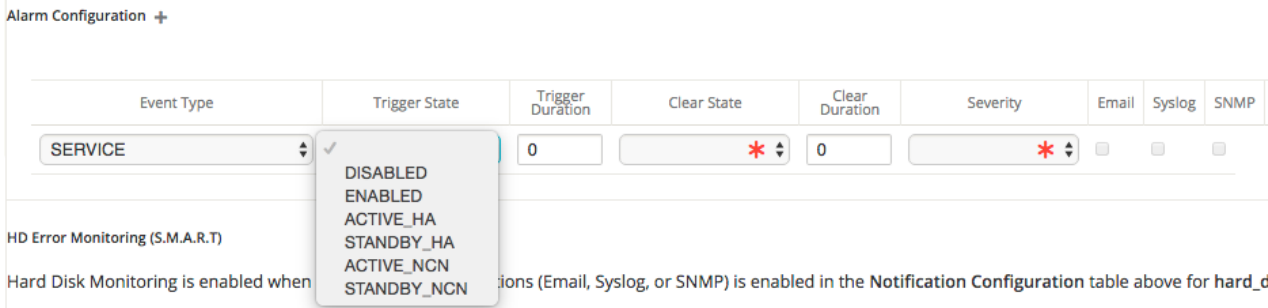 Alarm Configuration +
Event Type Trigger State Trigger Duration Clear State Clear Duration Severity Email Syslog SNMP
SERVICE 0 0
DISABLED
ENABLED
ACTIVE_HA
STANDBY_HA
ACTIVE_NCN
STANDBY_NCN
HD Error Monitoring (S.M.A.R.T)
Hard Disk Monitoring is enabled when ions (Email, Syslog, or SNMP) is enabled in the Notification Configuration table above for hard_d